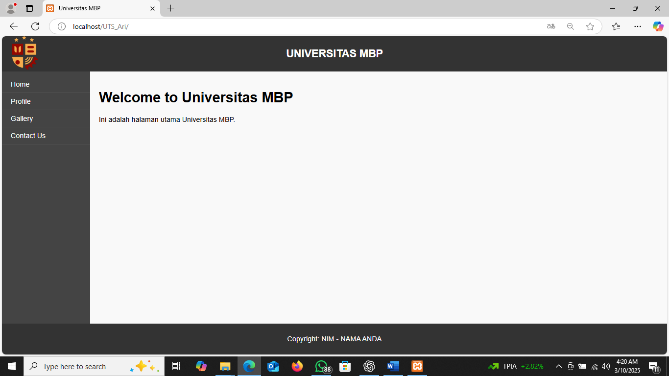 Universitas MBP
localhost/UTS_Ari/
UNIVERSITAS MBP
Home
Profile
Gallery
Contact Us
Welcome to Universitas MBP
Ini adalah halaman utama Universitas MBP.
Copyright: NIM - NAMA ANDA
Type here to search
TPIA +2.02%
4:20 AM
3/10/2025